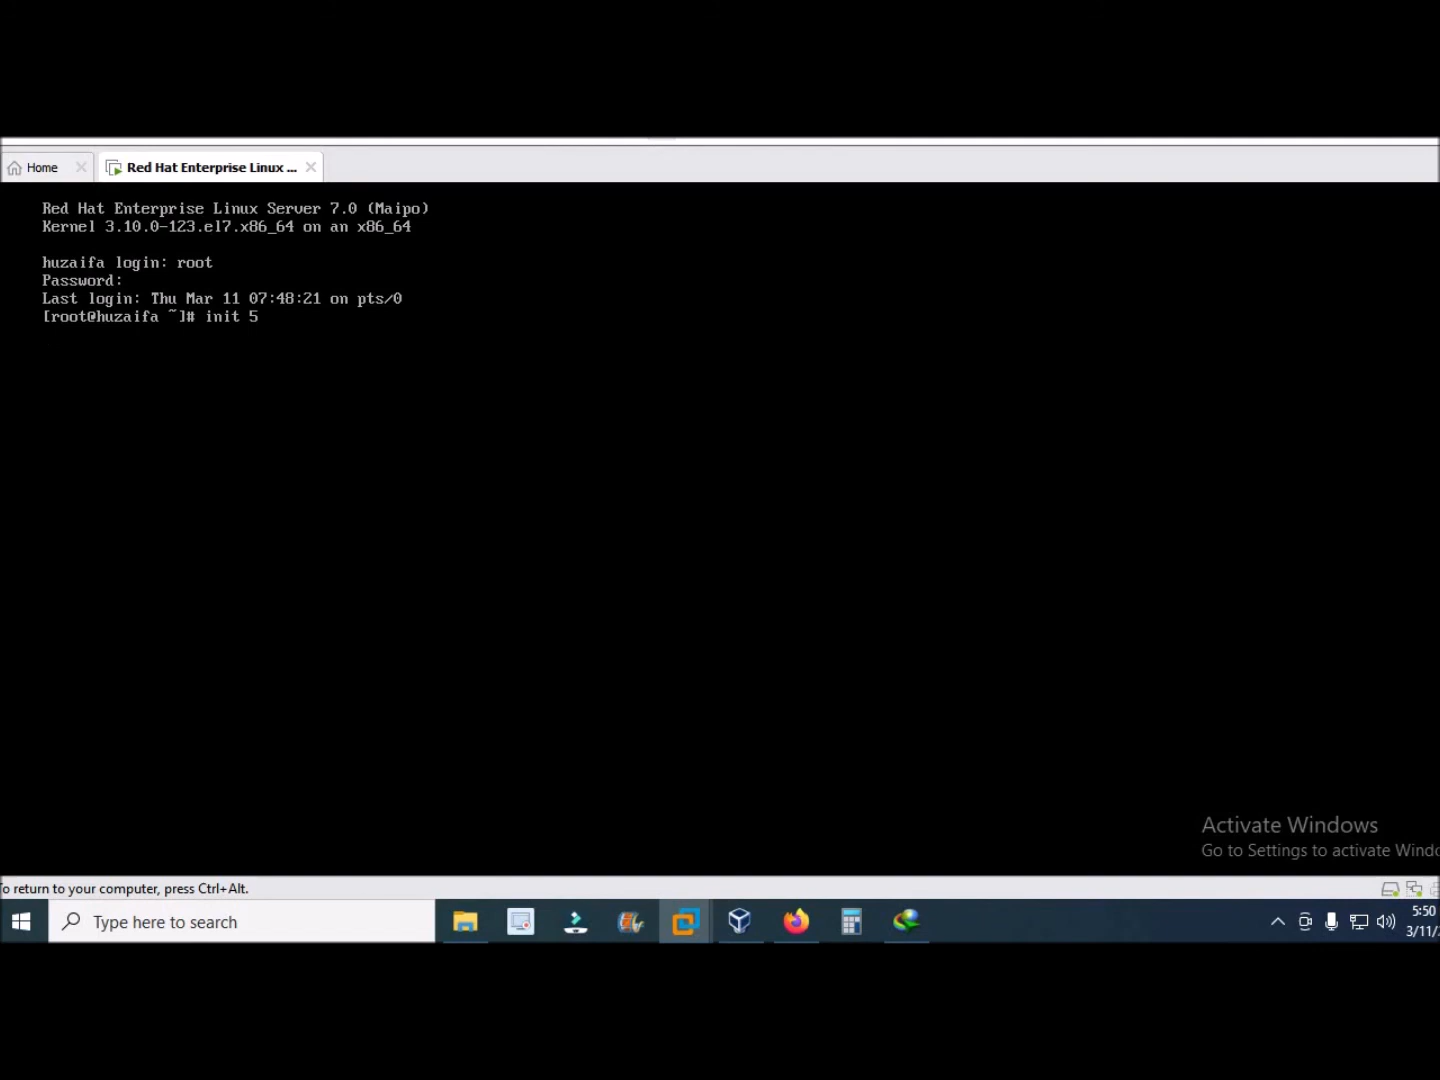 Home
Red Hat Enterprise Linux ...
Red Hat Enterprise Linux Server 7.0 (Maipo)
Kernel 3.10.0-123.el7.x86_64 on an x86_64
huzaifa login: root
Password:
Last login: Thu Mar 11 07:48:21 on pts/0
[root@huzaifa ~]# init 5
Activate Windows
Go to Settings to activate Windo
To return to your computer, press Ctrl+Alt.
Type here to search
5:50
3/11/